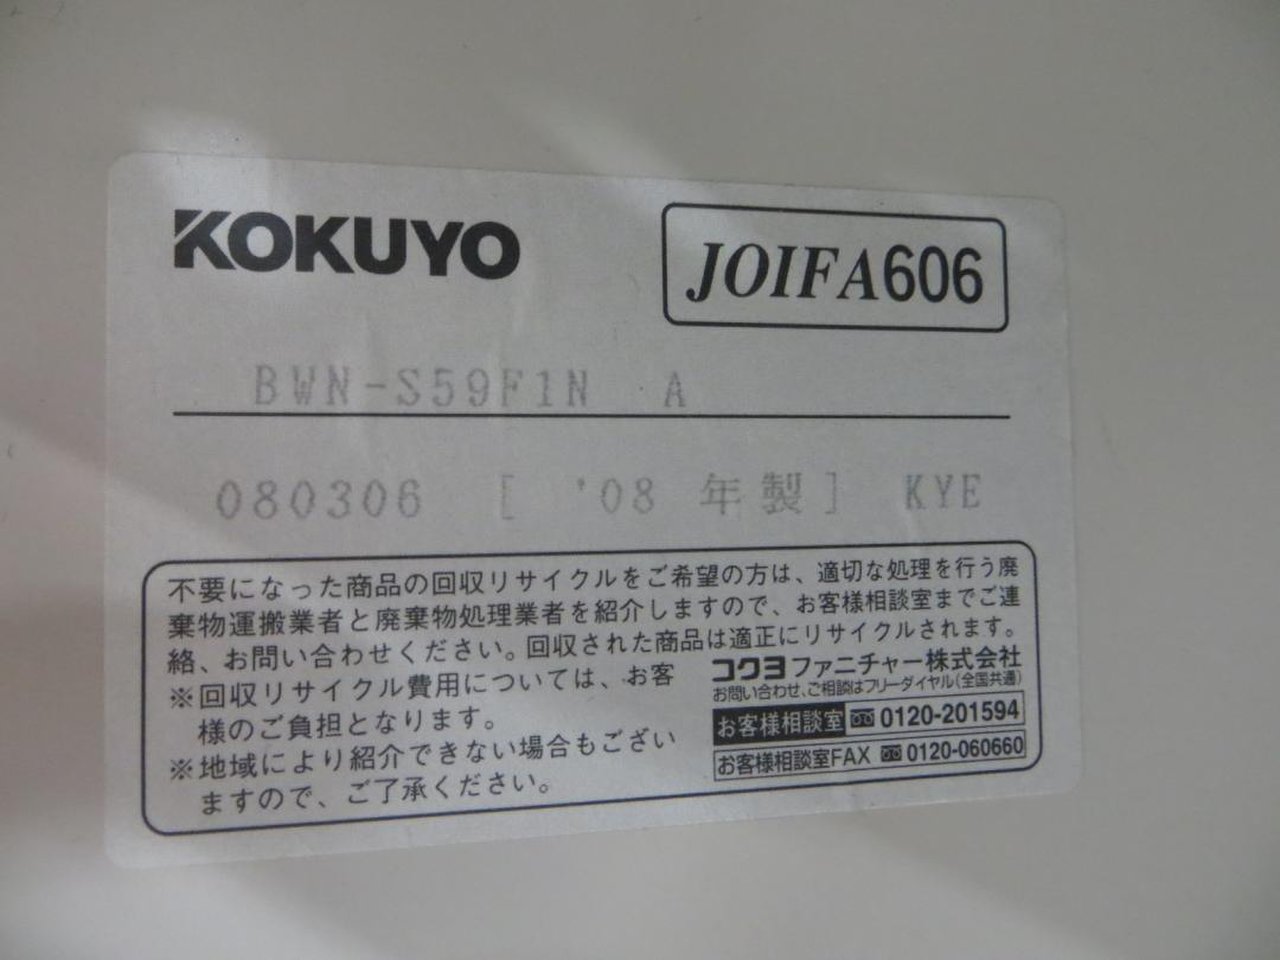 KOKUYO
JOIFA606
BWN-S59F1N A
080306 [ '08 年製] KYE
不要になった商品の回収リサイクルをご希望の方は、適切な処理を行う廃
棄物運搬業者と廃棄物処理業者を紹介しますので、お客様相談室までご連
絡、お問い合わせください。回収された商品は適正にリサイクルされます。
※回収リサイクル費用については、お客
様のご負担となります。
※地域により紹介できない場合もござい
ますので、ご了承ください。
コクヨファニチャー株式会社
お問い合わせ、ご相談はフリーダイヤル(全国共通)
お客様相談室 0120-201594
お客様相談室FAX 0120-060660